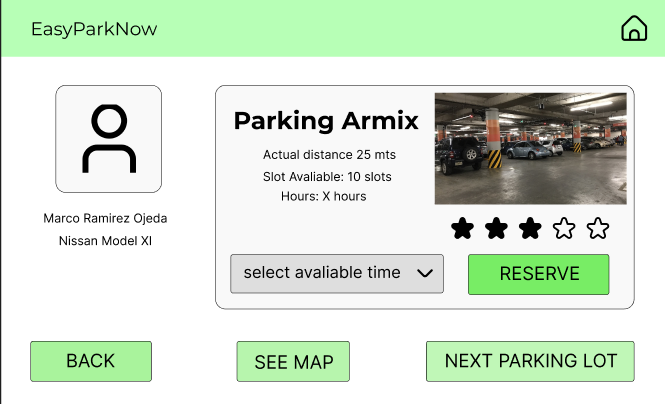 EasyParkNow
Marco Ramirez Ojeda
Nissan Model XI
Parking Armix
Actual distance 25 mts
Slot Avaliable: 10 slots
Hours: X hours
select avaliable time
RESERVE
BACK
SEE MAP
NEXT PARKING LOT